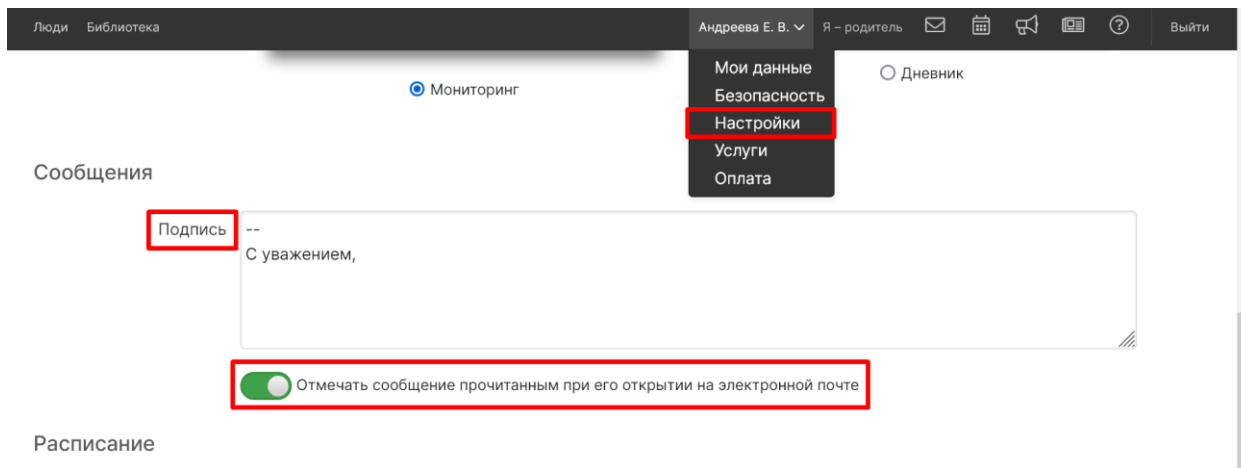 Люди Библиотека Андреева Е. В. Я – родитель Выйти
Мои данные
Безопасность
Настройки
Услуги
Оплата
Мониторинг
Дневник
Сообщения
Подпись
--
С уважением,
Отмечать сообщение прочитанным при его открытии на электронной почте
Расписание